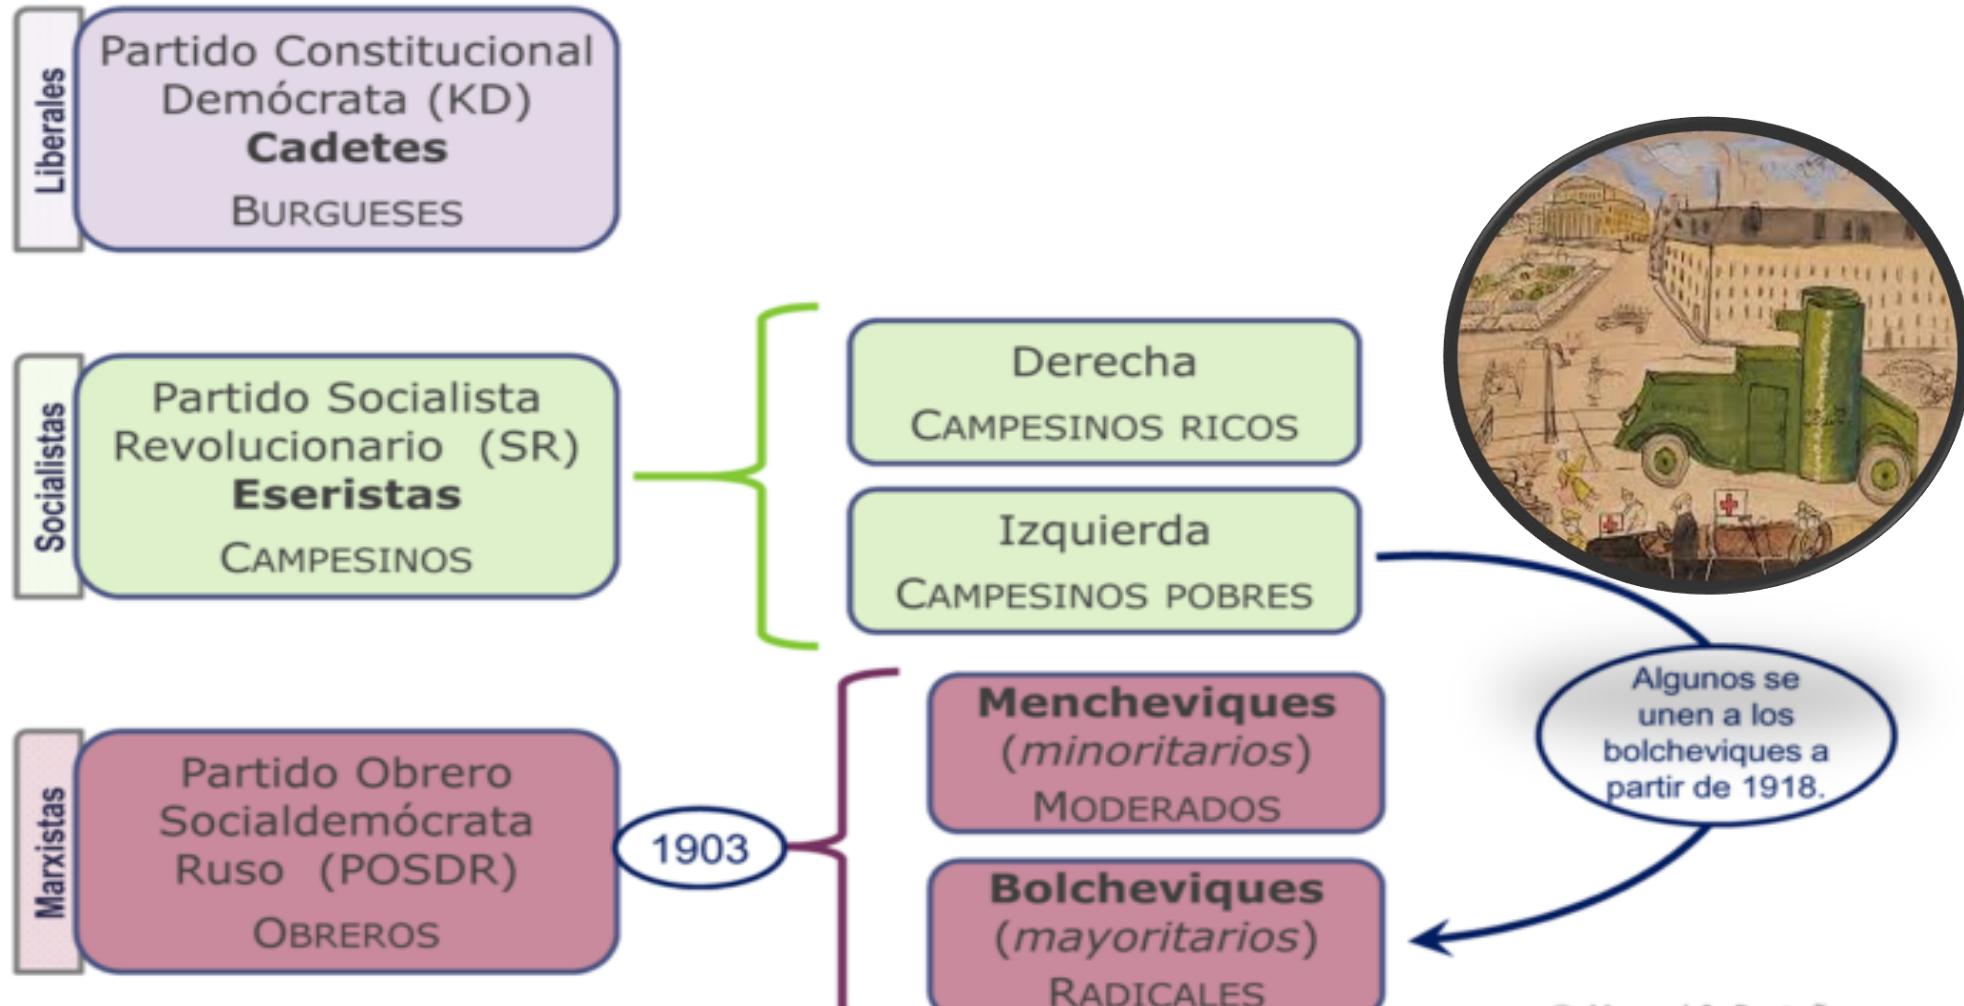 Liberales
Partido Constitucional
Demócrata (KD)
Cadetes
BURGUESES
Socialistas
Partido Socialista
Revolucionario (SR)
Eseristas
CAMPESINOS
Derecha
CAMPESINOS RICOS
Izquierda
CAMPESINOS POBRES
Algunos se
unen a los
bolcheviques a
partir de 1918.
Marxistas
Partido Obrero
Socialdemócrata
Ruso (POSDR)
OBREROS
1903
Mencheviques
(minoritarios)
MODERADOS
Bolcheviques
(mayoritarios)
RADICALES